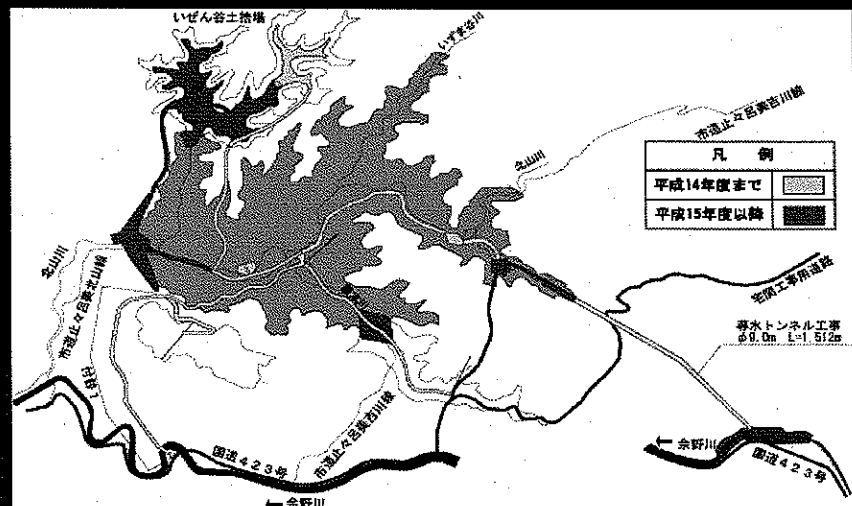 いぜん谷土捨場
いずま谷川
市道止々呂美吉川線
北山川
凡例
平成14年度まで
平成15年度以降
北山川
市道止々呂美北山線
宅間工事用道路
導水トンネル工事
φ9.0m L=1,512m
市道止々呂美吉川線
国道423号
← 余野川
← 余野川
国道423号